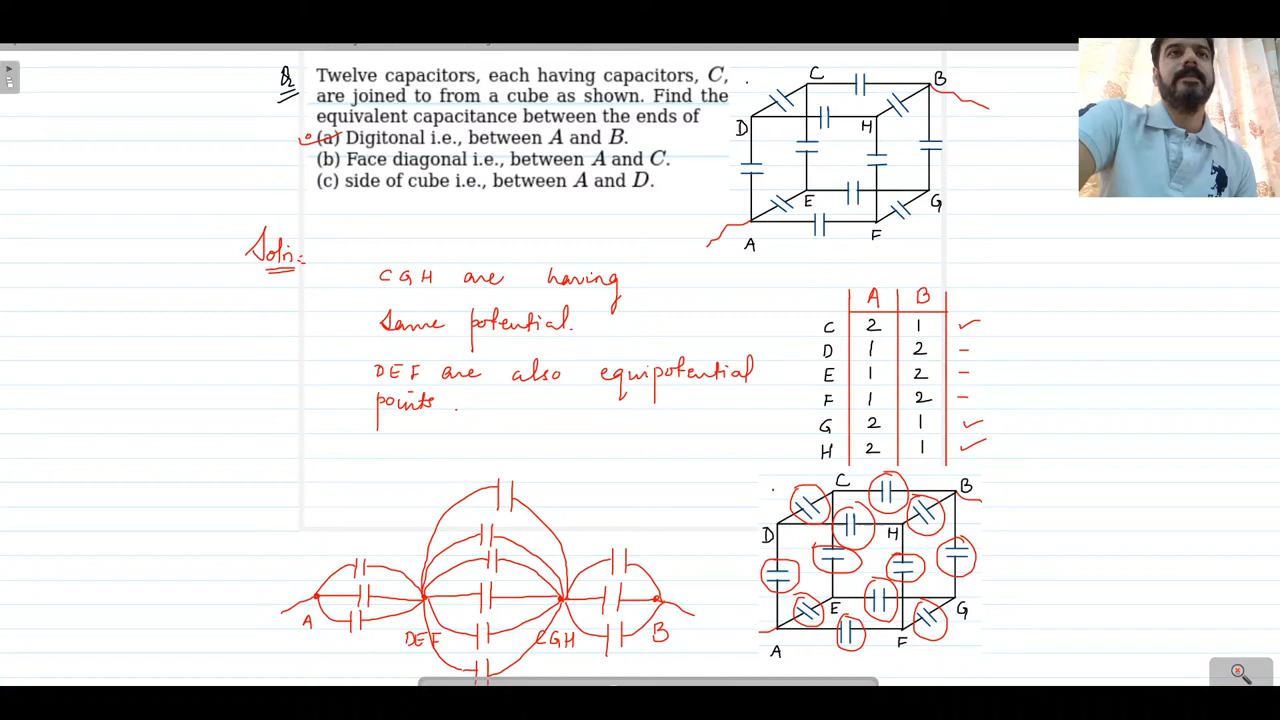 Q
Twelve capacitors, each having capacitors, C,
are joined to from a cube as shown. Find the
equivalent capacitance between the ends of
(a) Digitonal i.e., between A and B.
(b) Face diagonal i.e., between A and C.
(c) side of cube i.e., between A and D.
C B
D H
E G
A F
Soln:
C G H are having
Same potential.
D E F are also equipotential
points.
A B
C 2 1 ✓
D 1 2 –
E 1 2 –
F 1 2 –
G 2 1 ✓
H 2 1 ✓
C B
D H
E G
A F
A DEF CGH B